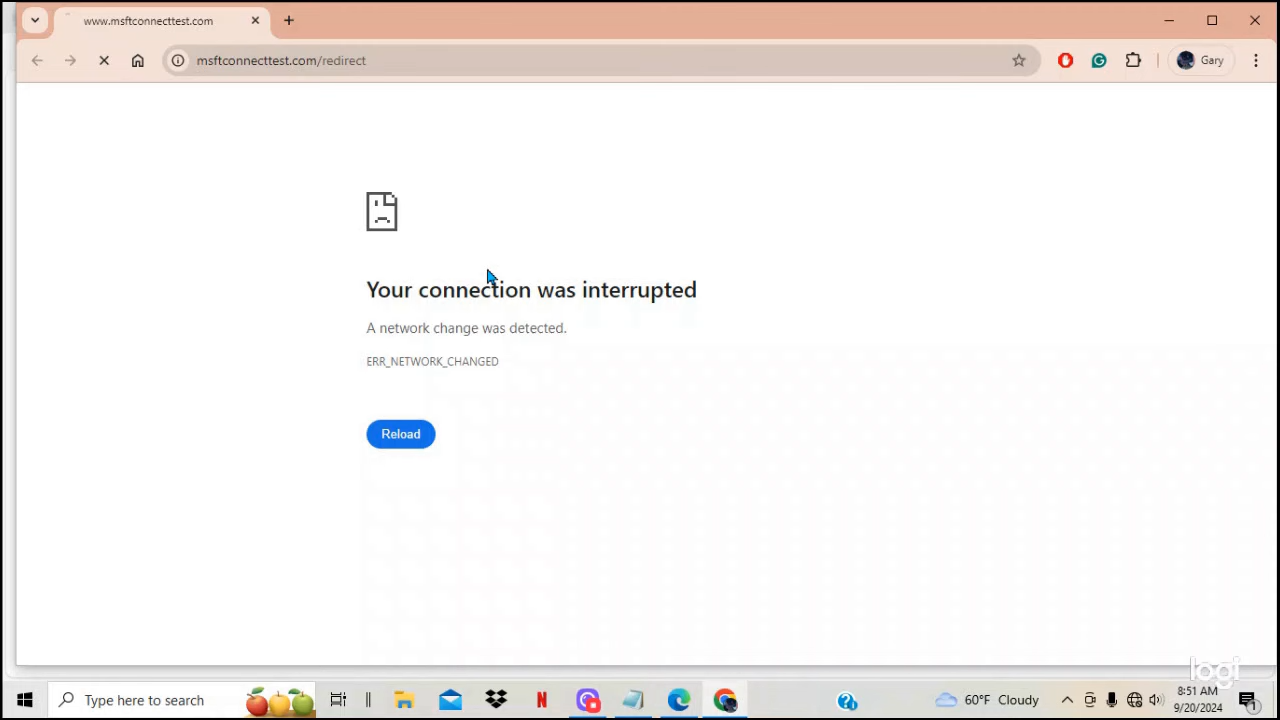 www.msftconnecttest.com
msftconnecttest.com/redirect
Gary
Your connection was interrupted
A network change was detected.
ERR_NETWORK_CHANGED
Reload
logi
Type here to search
N
60°F Cloudy
8:51 AM
9/20/2024
1